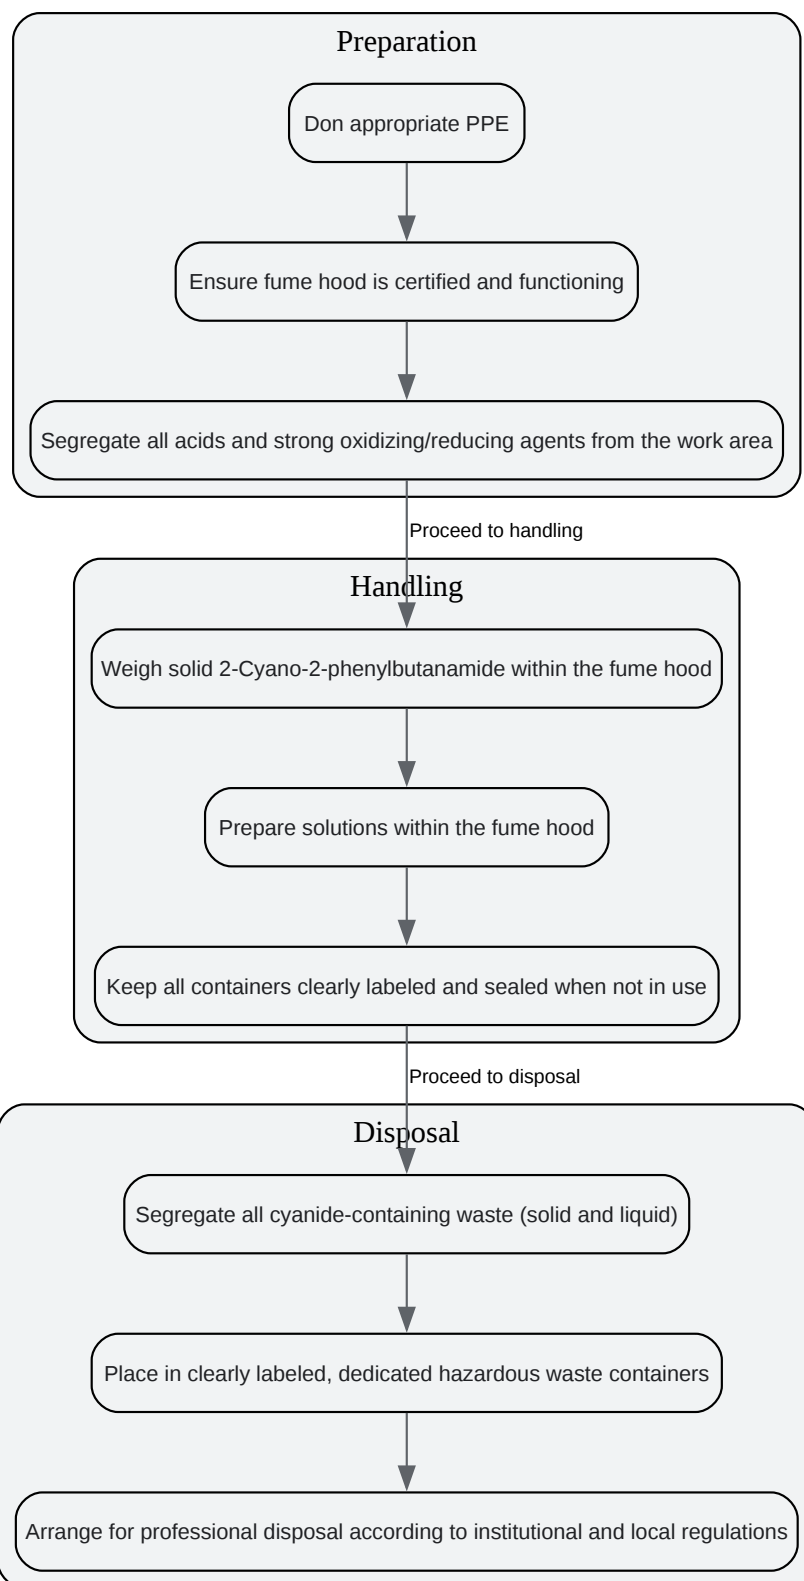 Preparation
Don appropriate PPE
Ensure fume hood is certified and functioning
Segregate all acids and strong oxidizing/reducing agents from the work area
Proceed to handling
Handling
Weigh solid 2-Cyano-2-phenylbutanamide within the fume hood
Prepare solutions within the fume hood
Keep all containers clearly labeled and sealed when not in use
Proceed to disposal
Disposal
Segregate all cyanide-containing waste (solid and liquid)
Place in clearly labeled, dedicated hazardous waste containers
Arrange for professional disposal according to institutional and local regulations